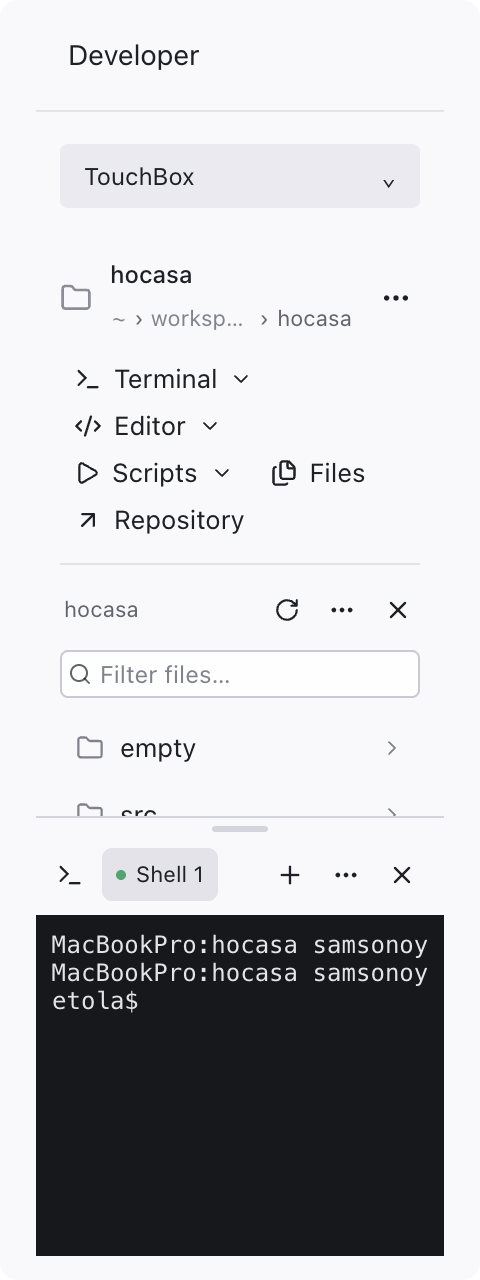 Developer
TouchBox
hocasa
~ › worksp... › hocasa
Terminal
Editor
Scripts Files
Repository
hocasa
Filter files...
empty
src
Shell 1
MacBookPro:hocasa samsonoy
MacBookPro:hocasa samsonoy
etola$